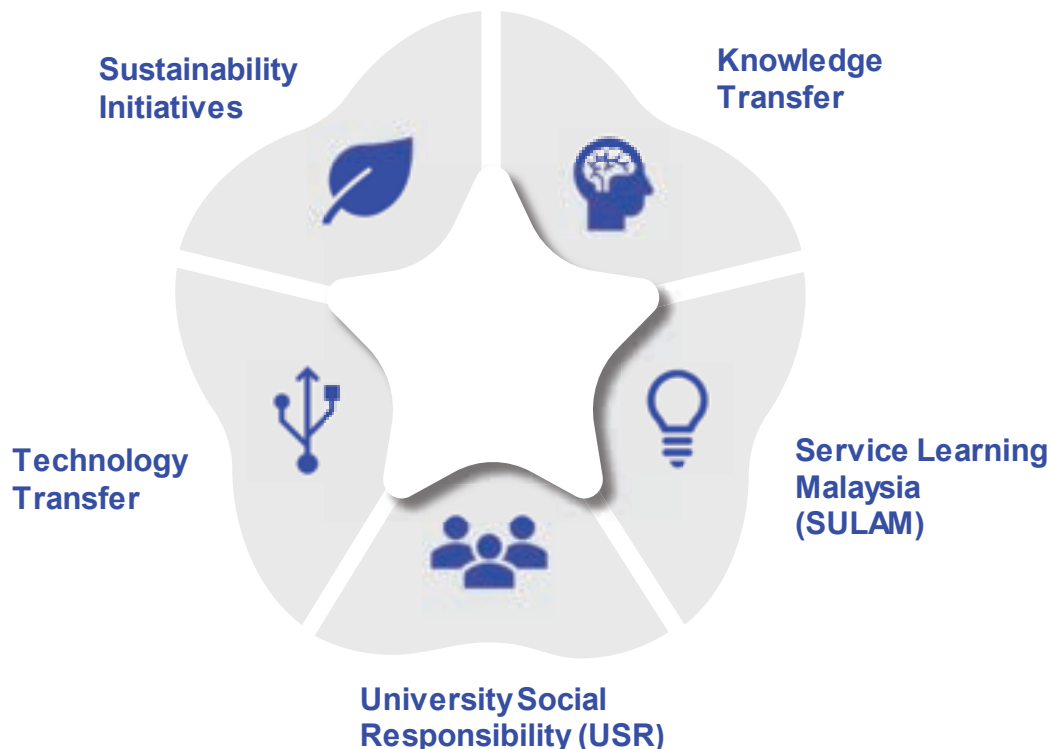 Sustainability
Initiatives
Knowledge
Transfer
Technology
Transfer
Service Learning
Malaysia
(SULAM)
University Social
Responsibility (USR)